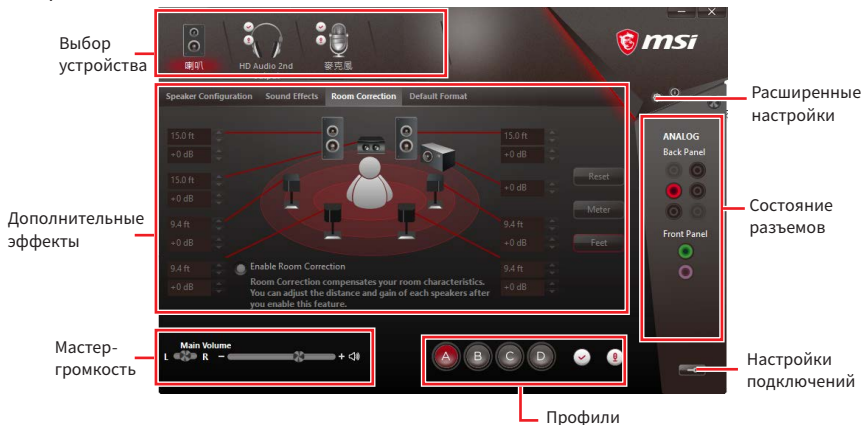 Выбор
устройства
喇叭
HD Audio 2nd
麥克風
msi
Speaker Configuration Sound Effects Room Correction Default Format
Расширенные
настройки
15.0 ft
+0 dB
15.0 ft
+0 dB
9.4 ft
+0 dB
9.4 ft
+0 dB
15.0 ft
+0 dB
+0 dB
9.4 ft
+0 dB
9.4 ft
+0 dB
Reset
Meter
Feet
Enable Room Correction
Room Correction compensates your room characteristics.
You can adjust the distance and gain of each speakers after
you enable this feature.
Дополнительные
эффекты
ANALOG
Back Panel
Front Panel
Состояние
разъемов
Мастер-
громкость
Main Volume
L R - +
A B C D
Настройки
подключений
Профили